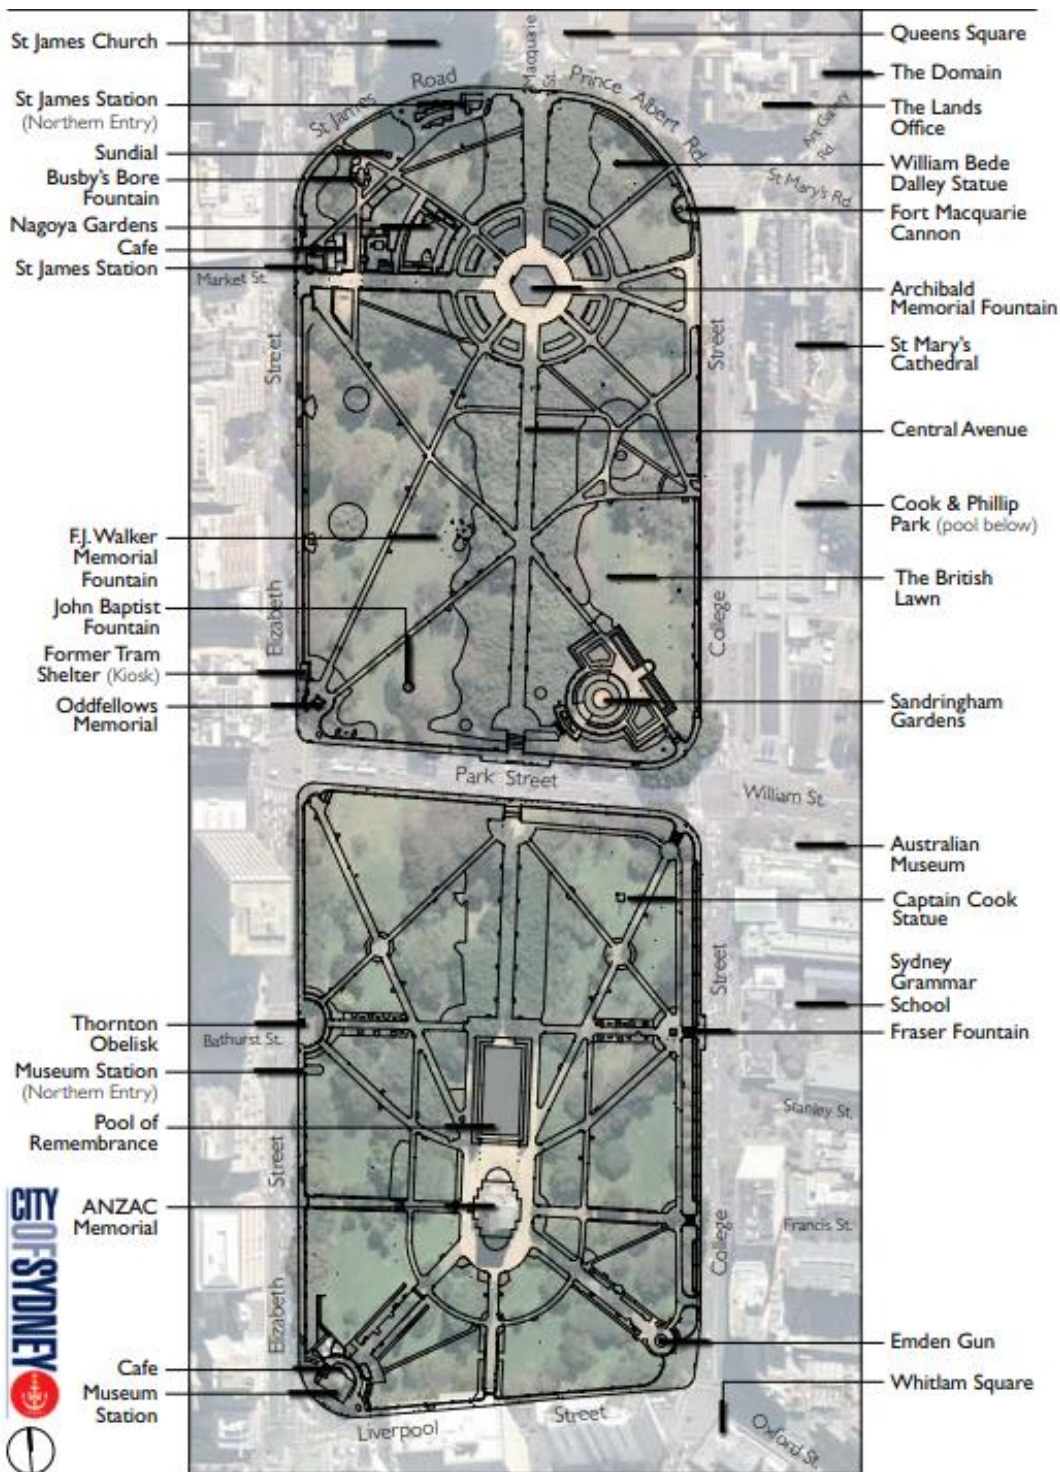 St James Church
St James Station
(Northern Entry)
Sundial
Busby's Bore
Fountain
Nagoya Gardens
Cafe
St James Station
F.J. Walker
Memorial
Fountain
John Baptist
Fountain
Former Tram
Shelter (Kiosk)
Oddfellows
Memorial
Thornton
Obelisk
Museum Station
(Northern Entry)
Pool of
Remembrance
ANZAC
Memorial
Cafe
Museum
Station
CITY OF SYDNEY
St James Road
Macquarie
St.
Prince Albert Rd.
Art Gallery
Rd.
St Mary's Rd.
Market St.
Elizabeth Street
College Street
Park Street
William St.
Bathurst St.
Street
Stanley St.
Elizabeth Street
College
Francis St.
Liverpool Street
Oxford St.
Queens Square
The Domain
The Lands
Office
William Bede
Dalley Statue
Fort Macquarie
Cannon
Archibald
Memorial Fountain
St Mary's
Cathedral
Central Avenue
Cook & Phillip
Park (pool below)
The British
Lawn
Sandringham
Gardens
Australian
Museum
Captain Cook
Statue
Sydney
Grammar
School
Fraser Fountain
Emden Gun
Whitlam Square